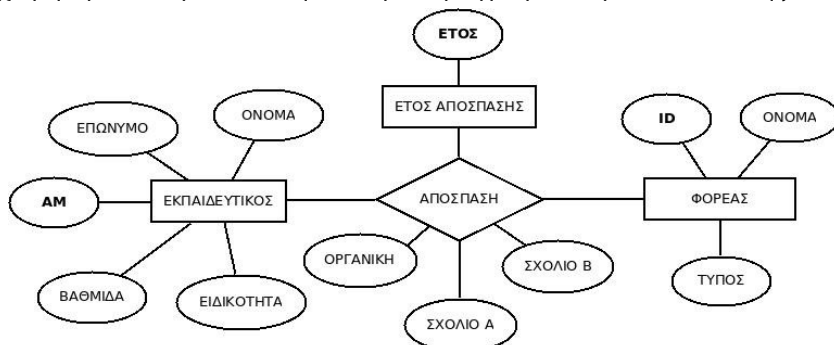 ΕΤΟΣ
ΕΤΟΣ ΑΠΟΣΠΑΣΗΣ
ΕΠΩΝΥΜΟ
ΟΝΟΜΑ
ID
ΟΝΟΜΑ
ΑΜ
ΕΚΠΑΙΔΕΥΤΙΚΟΣ
ΑΠΟΣΠΑΣΗ
ΦΟΡΕΑΣ
ΟΡΓΑΝΙΚΗ
ΣΧΟΛΙΟ Β
ΒΑΘΜΙΔΑ
ΕΙΔΙΚΟΤΗΤΑ
ΤΥΠΟΣ
ΣΧΟΛΙΟ Α